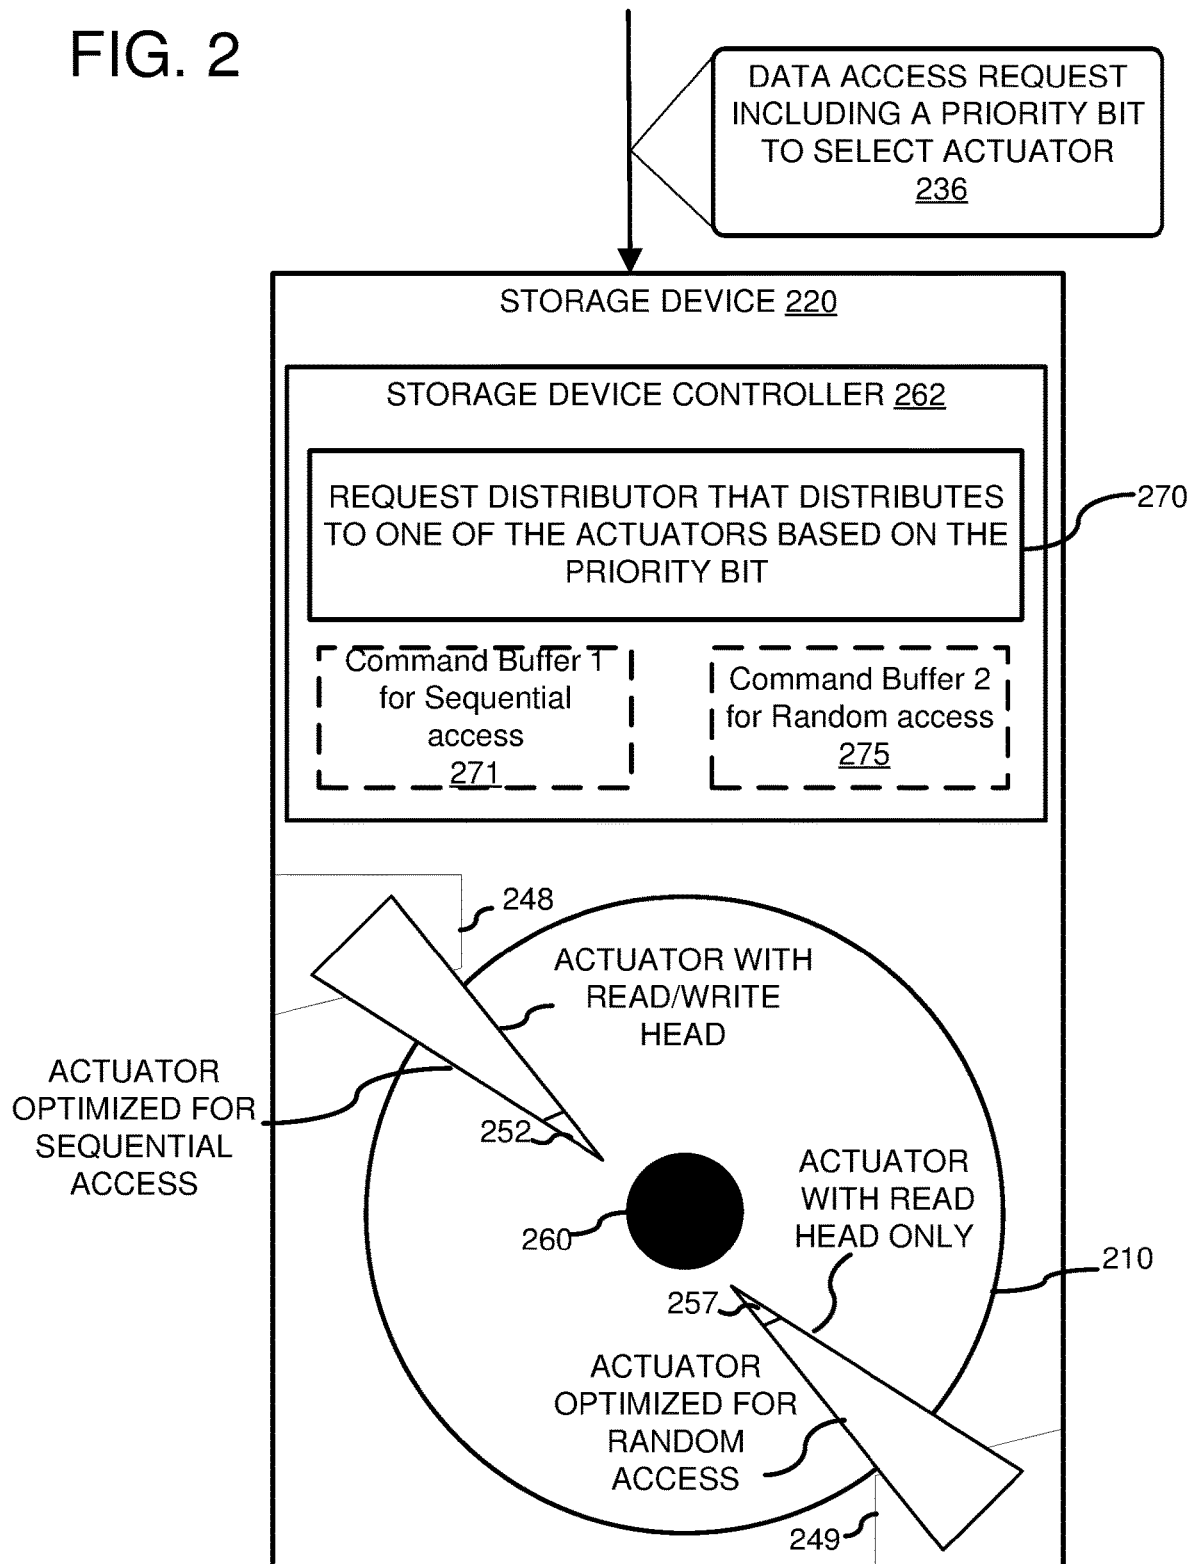 FIG. 2
DATA ACCESS REQUEST
INCLUDING A PRIORITY BIT
TO SELECT ACTUATOR
236
STORAGE DEVICE 220
STORAGE DEVICE CONTROLLER 262
REQUEST DISTRIBUTOR THAT DISTRIBUTES
TO ONE OF THE ACTUATORS BASED ON THE
PRIORITY BIT
270
Command Buffer 1
for Sequential
access
271
Command Buffer 2
for Random access
275
248
ACTUATOR WITH
READ/WRITE
HEAD
ACTUATOR
OPTIMIZED FOR
SEQUENTIAL
ACCESS
252
ACTUATOR
WITH READ
HEAD ONLY
260
210
257
ACTUATOR
OPTIMIZED FOR
RANDOM
ACCESS
249